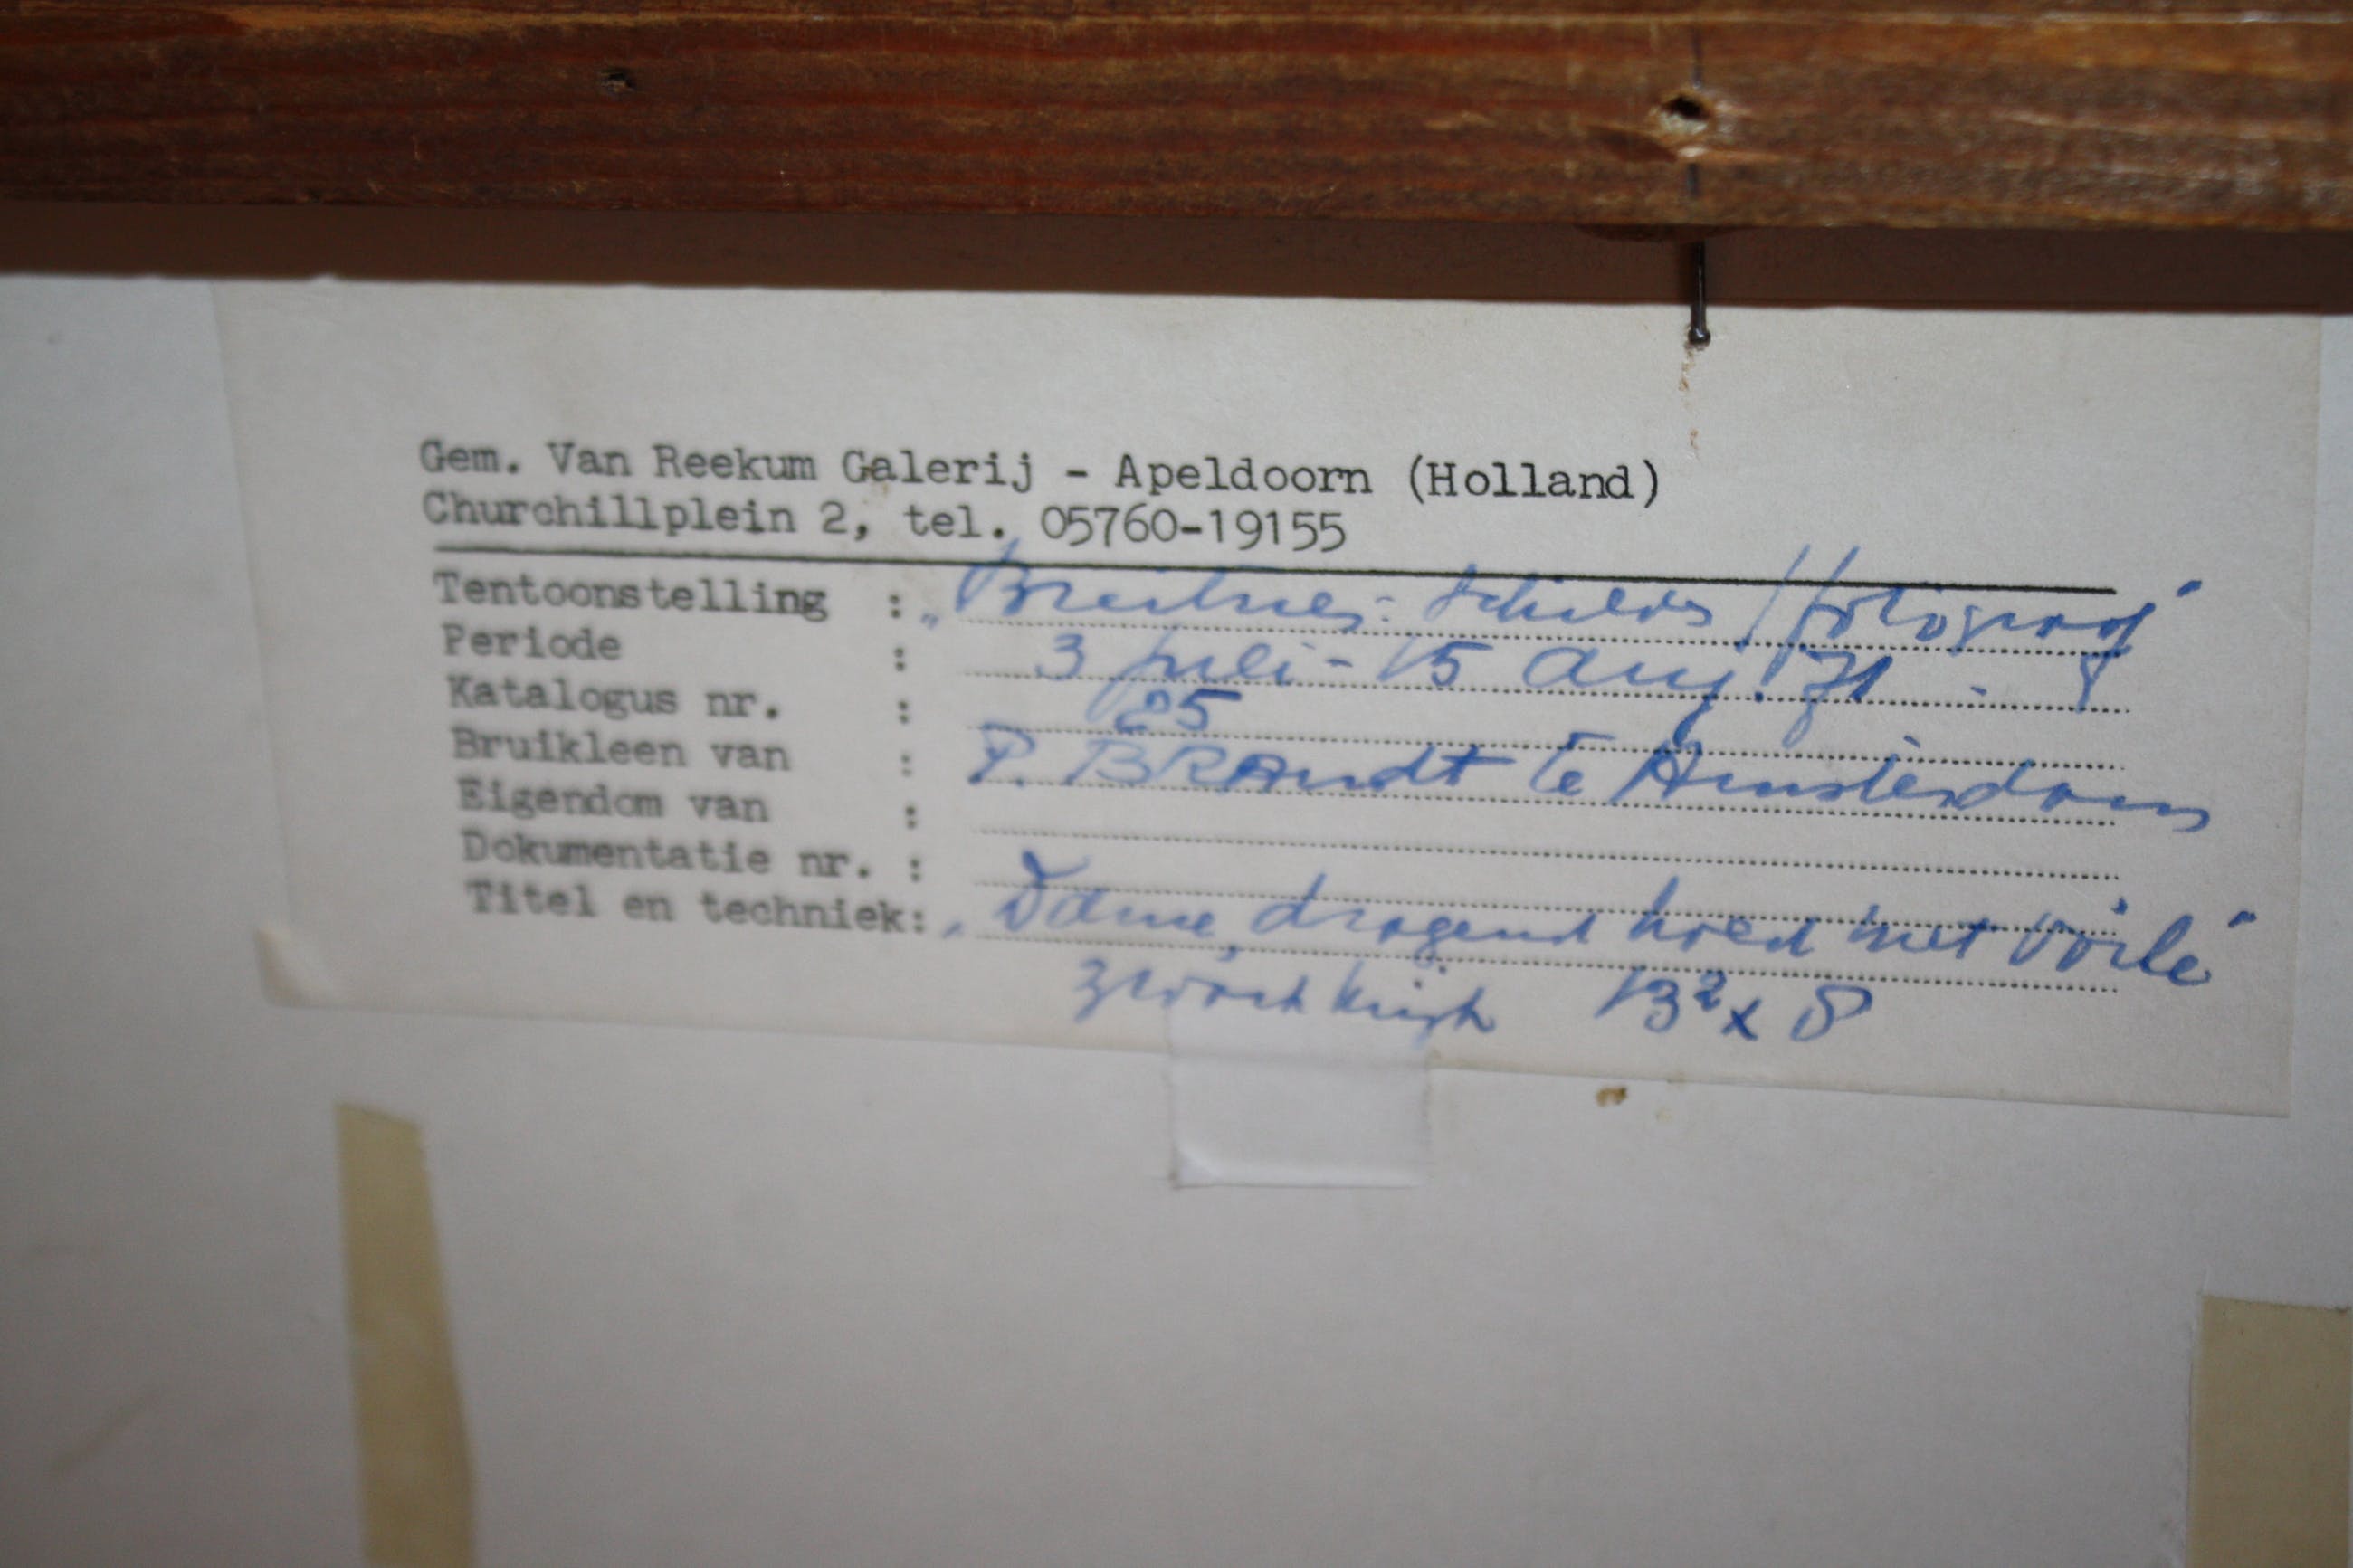 Gem. Van Reekum Galerij - Apeldoorn (Holland)
Churchillplein 2, tel. 05760-19155
Tentoonstelling : „Breitner: schilder / fotograaf"
Periode : 3 juli - 15 aug. '71 -
Katalogus nr. : 25
Bruikleen van : P. BRAndt te Amsterdam
Eigendom van :
Dokumentatie nr. :
Titel en techniek: „Dame, dragend hoed met voile"
zwart krijt 13² x 8